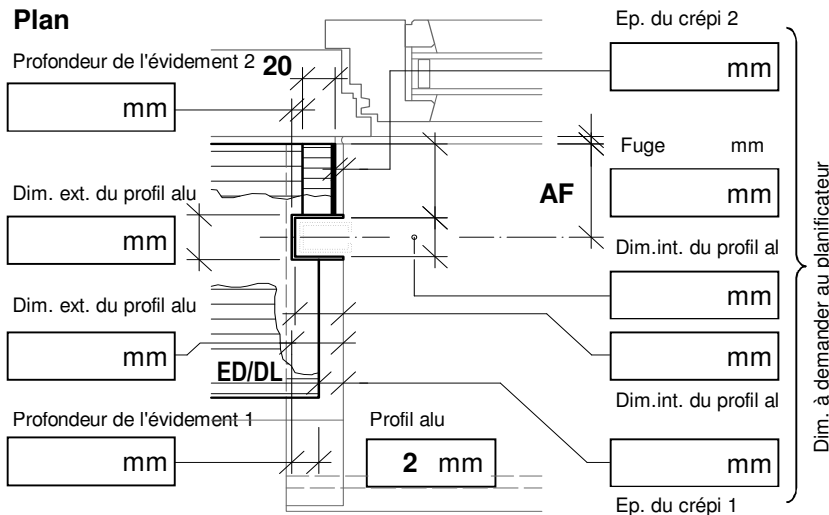 Plan
Ep. du crépi 2
Profondeur de l'évidement 2
20
mm
mm
Fuge mm
Dim. ext. du profil alu
AF
mm
mm
Dim.int. du profil al
mm
Dim. ext. du profil alu
mm
mm
ED/DL
Dim.int. du profil al
Profondeur de l'évidement 1
Profil alu
mm
2 mm
mm
Ep. du crépi 1
Dim. à demander au planificateur